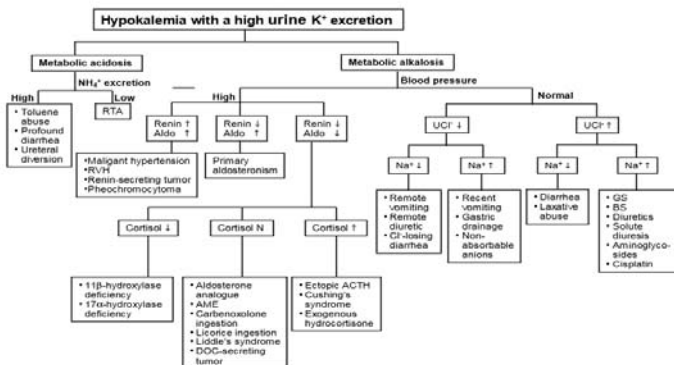 Hypokalemia with a high urine K⁺ excretion
Metabolic acidosis
Metabolic alkalosis
NH₄⁺ excretion
Blood pressure
High
Low
High
Normal
• Toluene
abuse
• Profound
diarrhea
• Ureteral
diversion
RTA
Renin ↑
Aldo ↑
Renin ↓
Aldo ↑
Renin ↓
Aldo ↓
UCl⁻ ↓
UCl⁻ ↑
• Maligant hypertension
• RVH
• Renin-secreting tumor
• Pheochromocytoma
Primary
aldosteronism
Na⁺ ↓
Na⁺ ↑
Na⁺ ↓
Na⁺ ↑
• Remote
vomiting
• Remote
diuretic
• Cl⁻-losing
diarrhea
• Recent
vomiting
• Gastric
drainage
• Non-
absorbable
anions
• Diarrhea
• Laxative
abuse
• GS
• BS
• Diuretics
• Solute
diuresis
• Aminoglyco-
sides
• Cisplatin
Cortisol ↓
Cortisol N
Cortisol ↑
• 11β-hydroxylase
deficiency
• 17α-hydroxylase
deficiency
• Aldosterone
analogue
• AME
• Carbenoxolone
ingestion
• Licorice ingestion
• Liddle's syndrome
• DOC-secreting
tumor
• Ectopic ACTH
• Cushing's
syndrome
• Exogenous
hydrocortisone